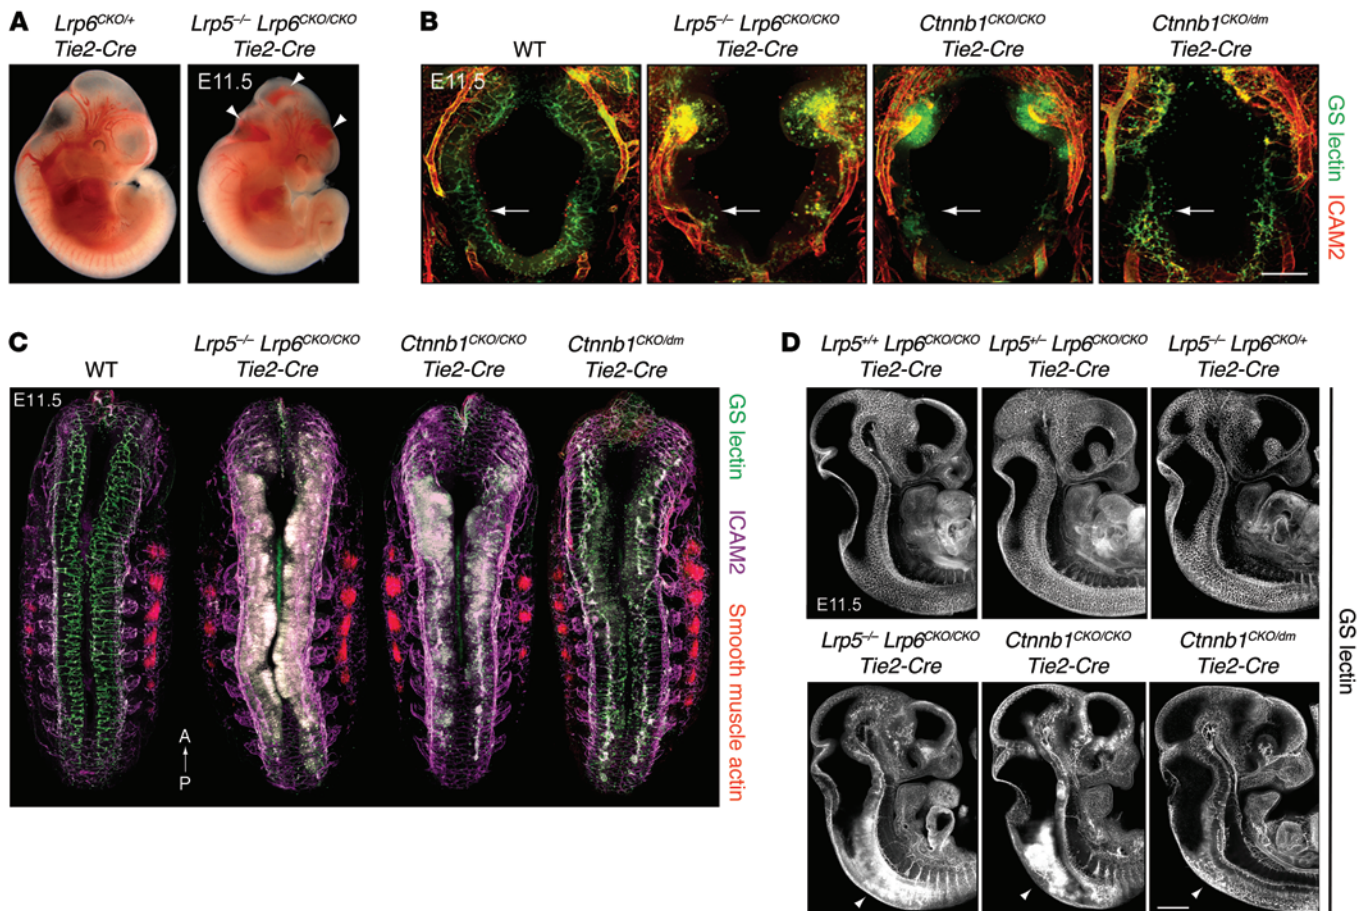 A
Lrp6CKO/+
Tie2-Cre
Lrp5–/– Lrp6CKO/CKO
Tie2-Cre
E11.5
B
WT
Lrp5–/– Lrp6CKO/CKO
Tie2-Cre
Ctnnb1CKO/CKO
Tie2-Cre
Ctnnb1CKO/dm
Tie2-Cre
E11.5
GS lectin
ICAM2
C
WT
Lrp5–/– Lrp6CKO/CKO
Tie2-Cre
Ctnnb1CKO/CKO
Tie2-Cre
Ctnnb1CKO/dm
Tie2-Cre
E11.5
A
P
GS lectin
ICAM2
Smooth muscle actin
D
Lrp5+/+ Lrp6CKO/CKO
Tie2-Cre
Lrp5+/– Lrp6CKO/CKO
Tie2-Cre
Lrp5–/– Lrp6CKO/+
Tie2-Cre
E11.5
Lrp5–/– Lrp6CKO/CKO
Tie2-Cre
Ctnnb1CKO/CKO
Tie2-Cre
Ctnnb1CKO/dm
Tie2-Cre
GS lectin